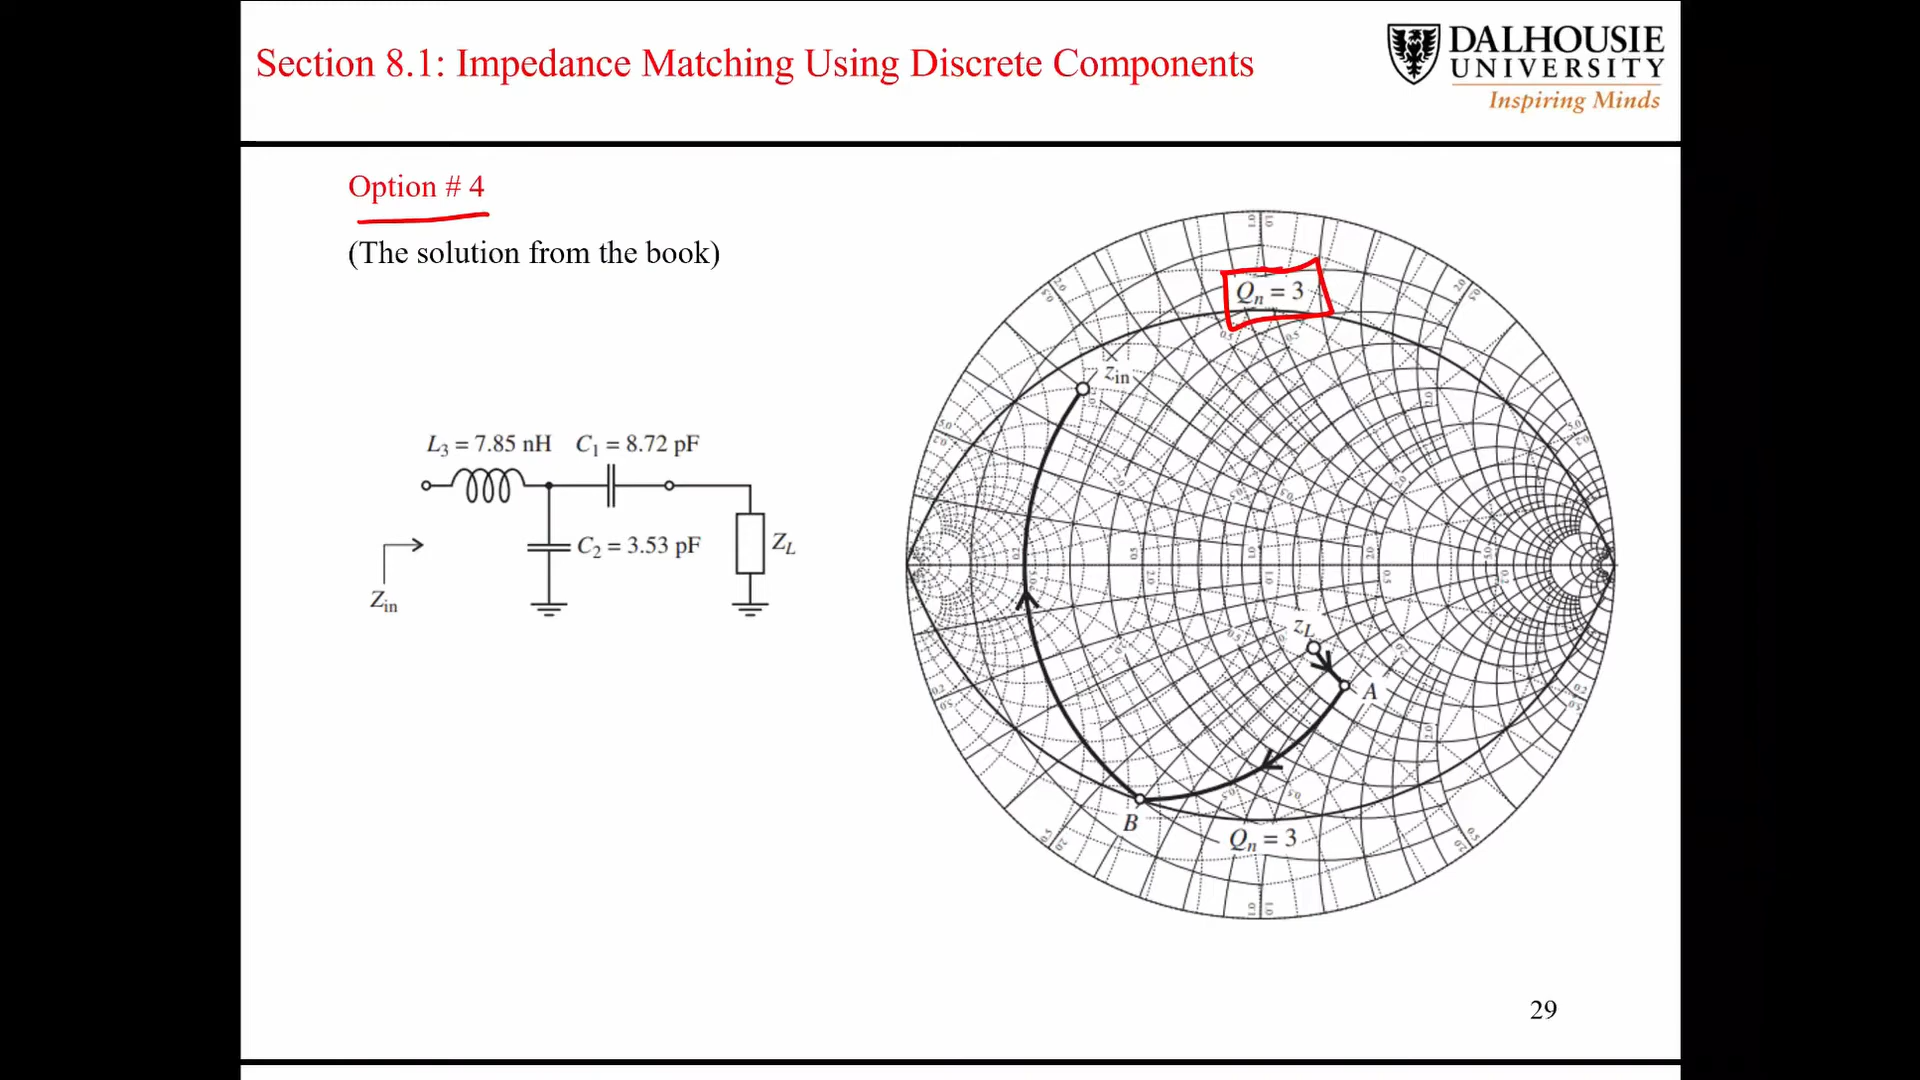 Section 8.1: Impedance Matching Using Discrete Components
DALHOUSIE
UNIVERSITY
Inspiring Minds
Option # 4
(The solution from the book)
L3 = 7.85 nH C1 = 8.72 pF
C2 = 3.53 pF
ZL
Zin
Qn = 3
zin
zL
A
B
Qn = 3
29